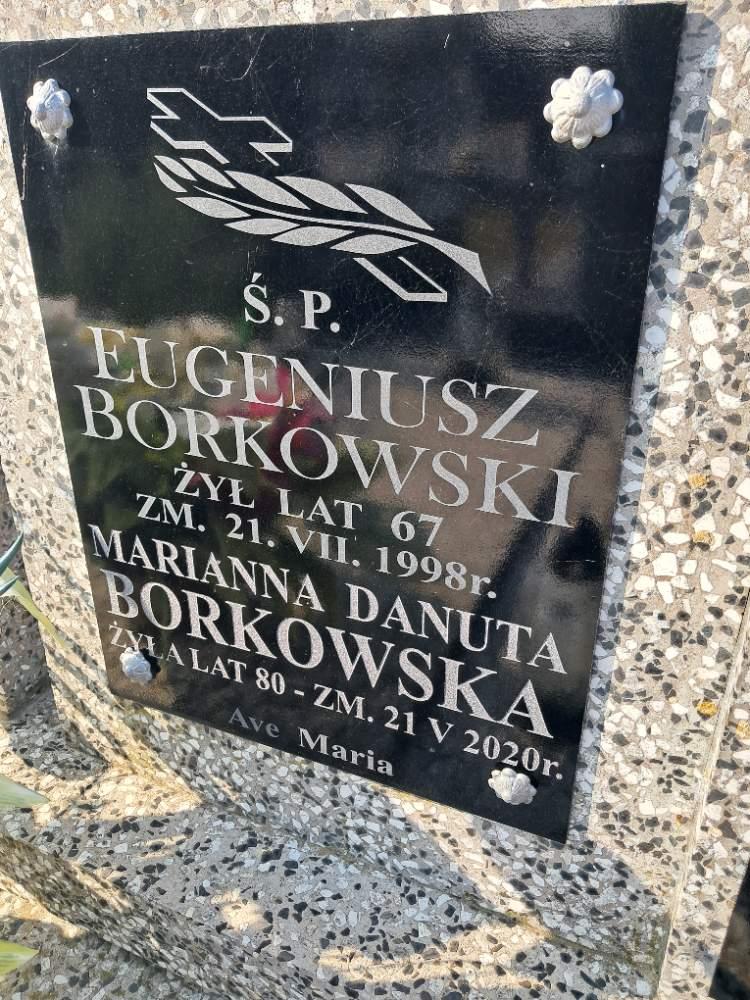 Ś. P.
EUGENIUSZ
BORKOWSKI
ŻYŁ LAT 67
ZM. 21. VII. 1998r.
MARIANNA DANUTA
BORKOWSKA
ŻYŁA LAT 80 - ZM. 21 V 2020r.
Ave Maria